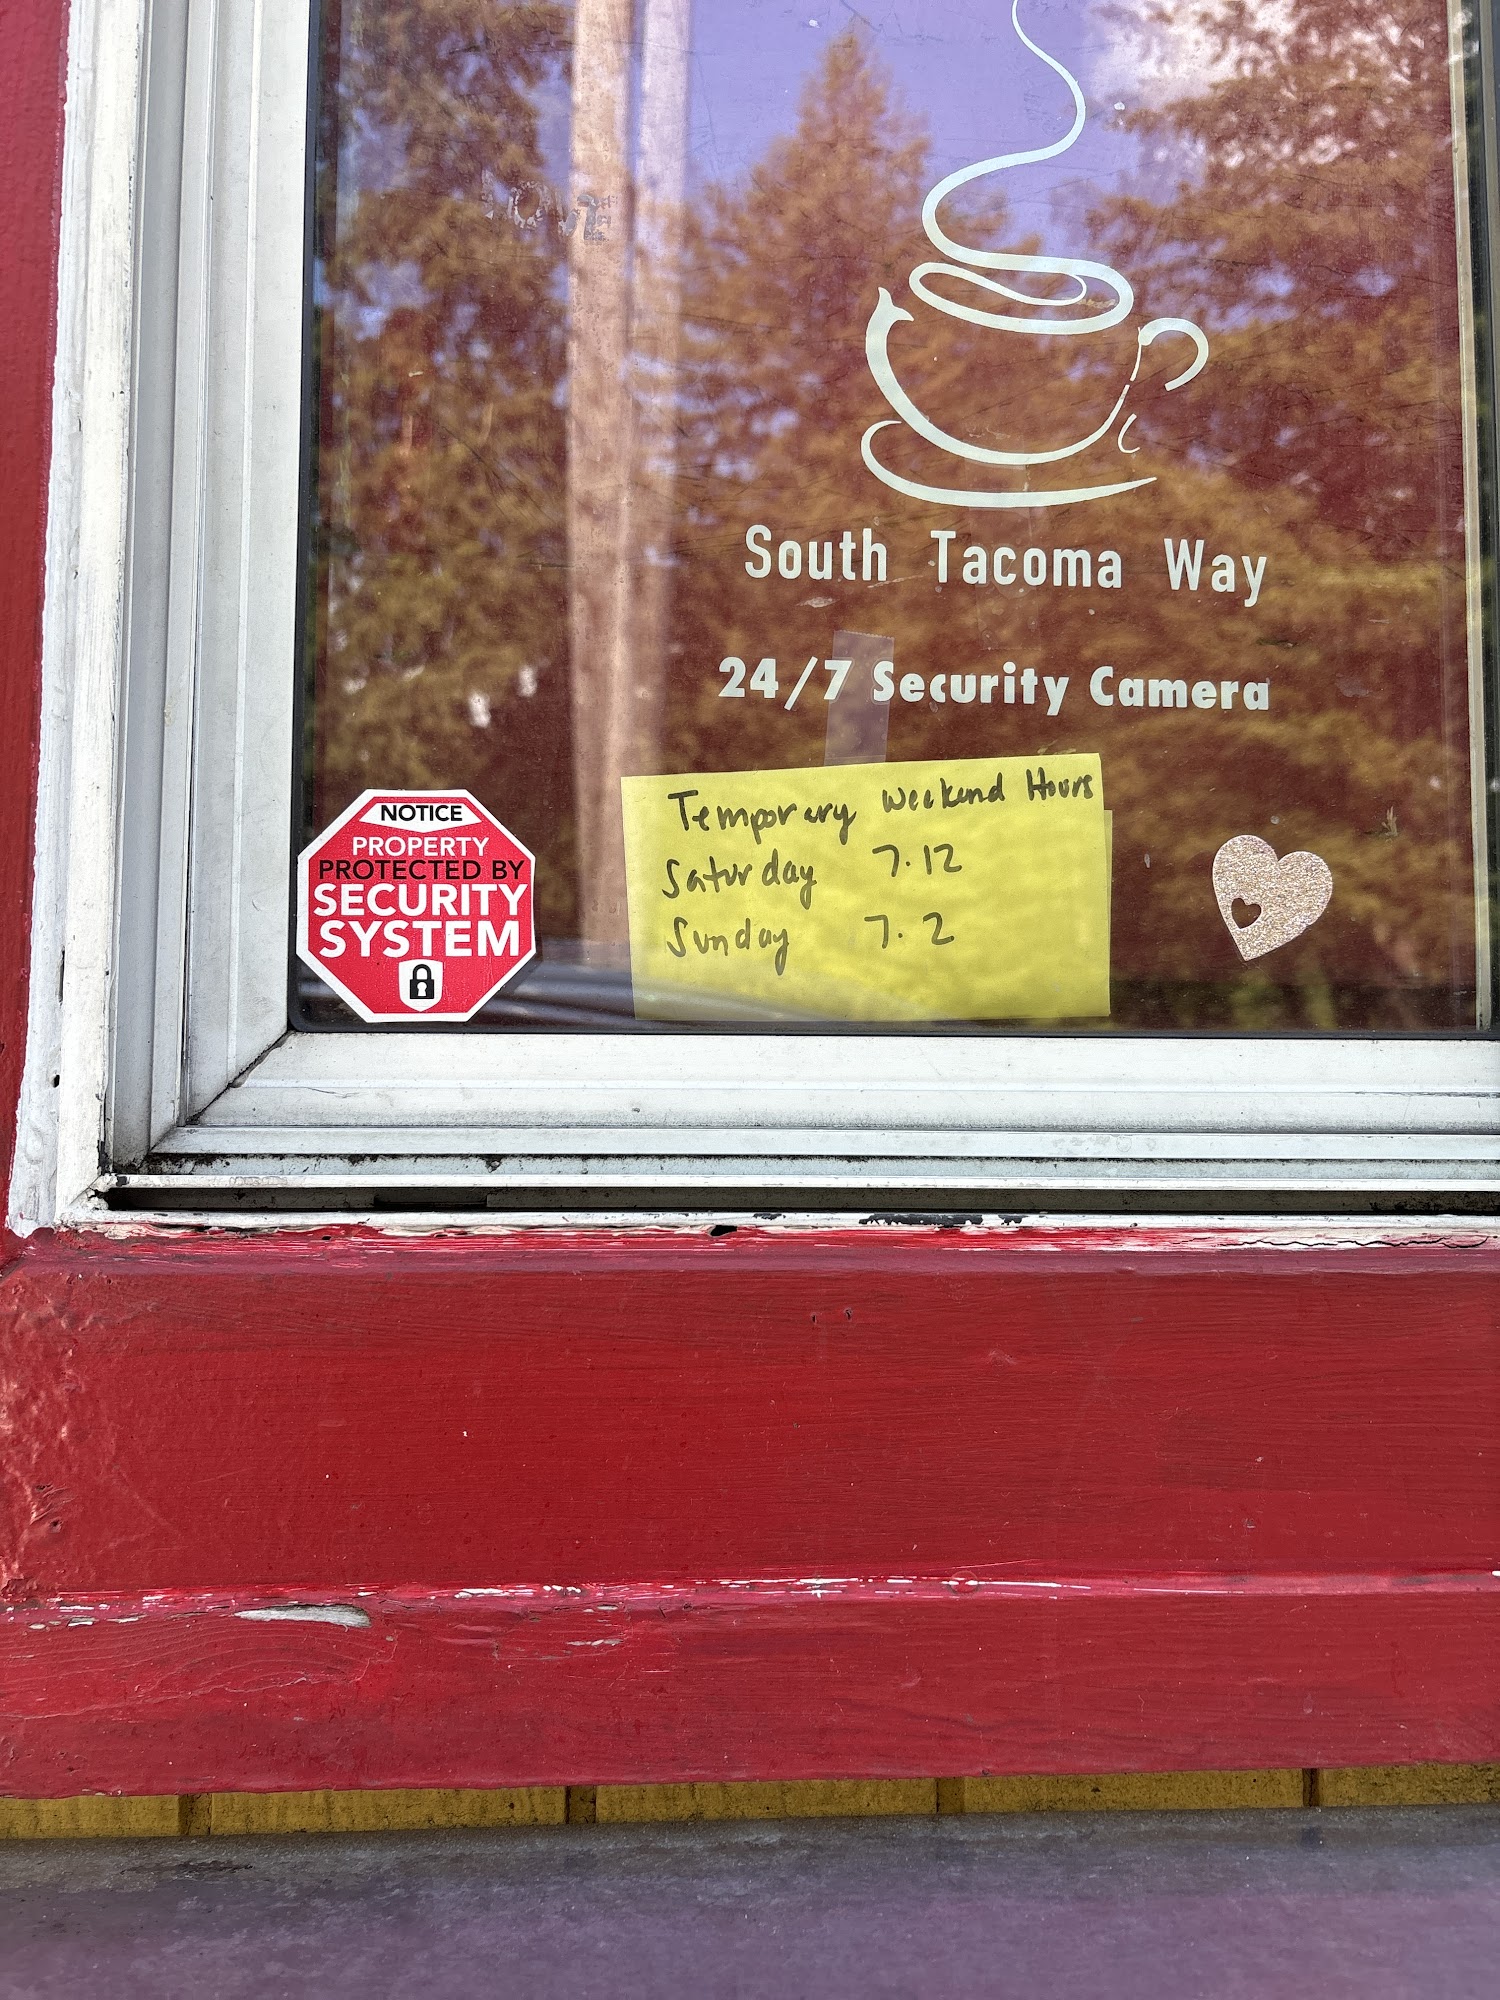 South Tacoma Way
24/7 Security Camera
Temporary Weekend Hours
Saturday 7-12
Sunday 7-2
NOTICE
PROPERTY
PROTECTED BY
SECURITY
SYSTEM